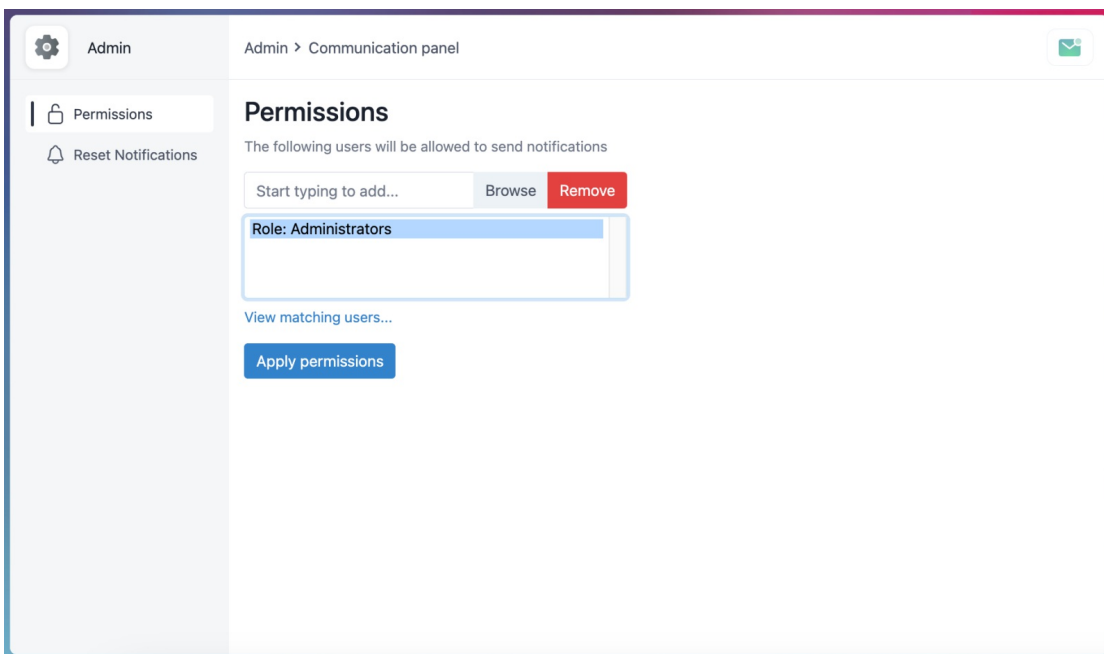 Admin
Admin > Communication panel
Permissions
Reset Notifications
Permissions
The following users will be allowed to send notifications
Start typing to add...
Browse
Remove
Role: Administrators
View matching users...
Apply permissions